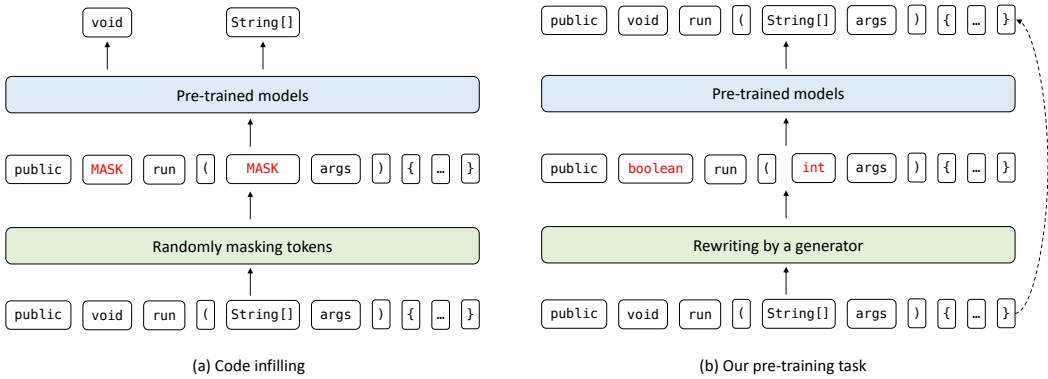 void String[]
Pre-trained models
public MASK run ( MASK args ) { … }
Randomly masking tokens
public void run ( String[] args ) { … }
(a) Code infilling
public void run ( String[] args ) { … }
Pre-trained models
public boolean run ( int args ) { … }
Rewriting by a generator
public void run ( String[] args ) { … }
(b) Our pre-training task